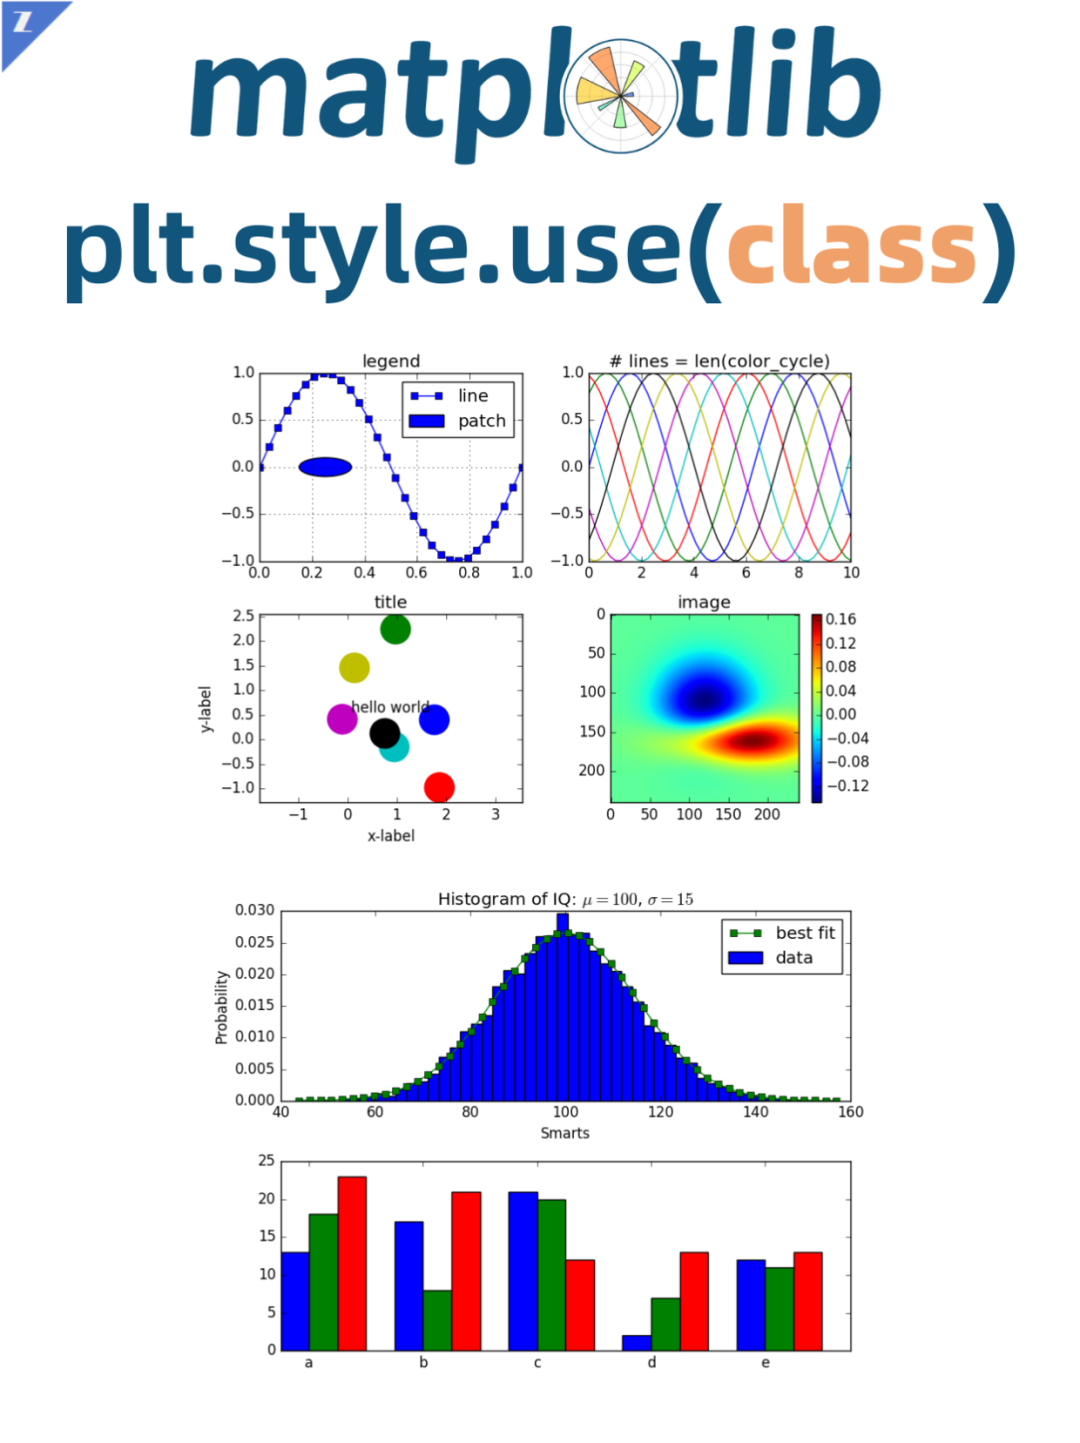 Z
matplotlib
plt.style.use(class)
legend
1.0
0.5
0.0
−0.5
−1.0
0.0 0.2 0.4 0.6 0.8 1.0
line
patch
# lines = len(color_cycle)
1.0
0.5
0.0
−0.5
−1.0
0 2 4 6 8 10
title
2.5
2.0
1.5
1.0
0.5
0.0
−0.5
−1.0
y-label
hello world
−1 0 1 2 3
x-label
image
0
50
100
150
200
0 50 100 150 200
0.16
0.12
0.08
0.04
0.00
−0.04
−0.08
−0.12
Histogram of IQ: μ = 100, σ = 15
0.030
0.025
0.020
0.015
0.010
0.005
0.000
Probability
best fit
data
40 60 80 100 120 140 160
Smarts
25
20
15
10
5
0
a b c d e